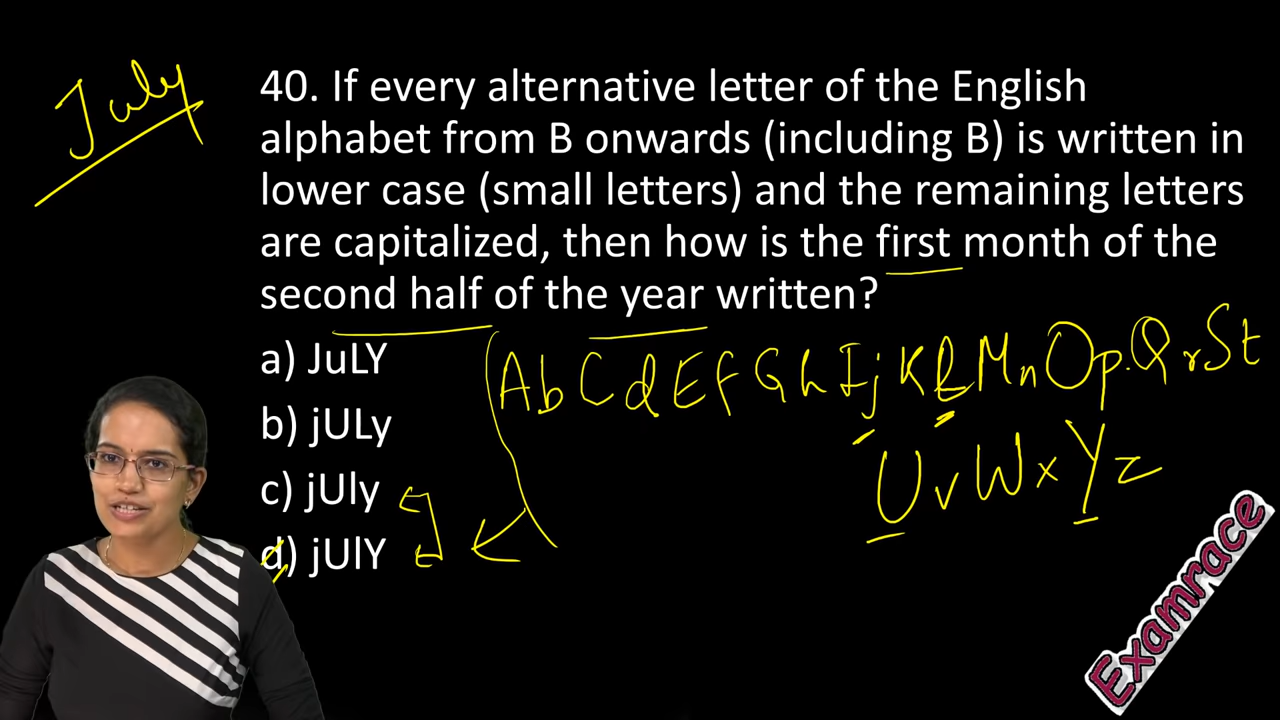 July
40. If every alternative letter of the English
alphabet from B onwards (including B) is written in
lower case (small letters) and the remaining letters
are capitalized, then how is the first month of the
second half of the year written?
a) JuLY
b) jULy
c) jUly
d) jUlY
A b C d E f G h I j K l M n O p Q r S t
U v W x Y z
Examrace